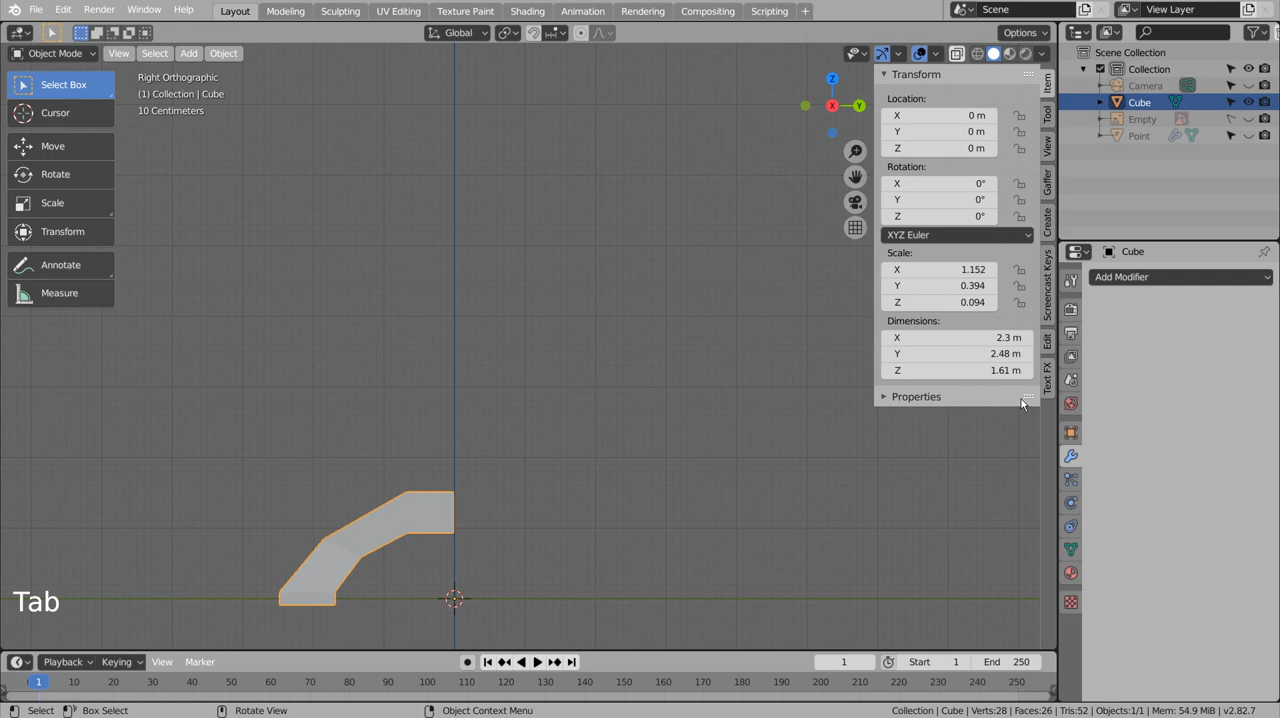 File Edit Render Window Help Layout Modeling Sculpting UV Editing Texture Paint Shading Animation Rendering Compositing Scripting + Scene View Layer
Global Options
Object Mode View Select Add Object
Scene Collection
Collection
Camera
Cube
Empty
Point
Select Box
Cursor
Move
Rotate
Scale
Transform
Annotate
Measure
Right Orthographic
(1) Collection | Cube
10 Centimeters
Z
X
Y
Transform
Location:
X 0 m
Y 0 m
Z 0 m
Rotation:
X 0°
Y 0°
Z 0°
XYZ Euler
Scale:
X 1.152
Y 0.394
Z 0.094
Dimensions:
X 2.3 m
Y 2.48 m
Z 1.61 m
Properties
Item
Tool
View
Gaffer
Create
Screencast Keys
Edit
Text FX
Cube
Add Modifier
Tab
Playback Keying View Marker 1 Start 1 End 250
1 10 20 30 40 50 60 70 80 90 100 110 120 130 140 150 160 170 180 190 200 210 220 230 240 250
Select Box Select Rotate View Object Context Menu Collection | Cube | Verts:28 | Faces:26 | Tris:52 | Objects:1/1 | Mem: 54.9 MiB | v2.82.7